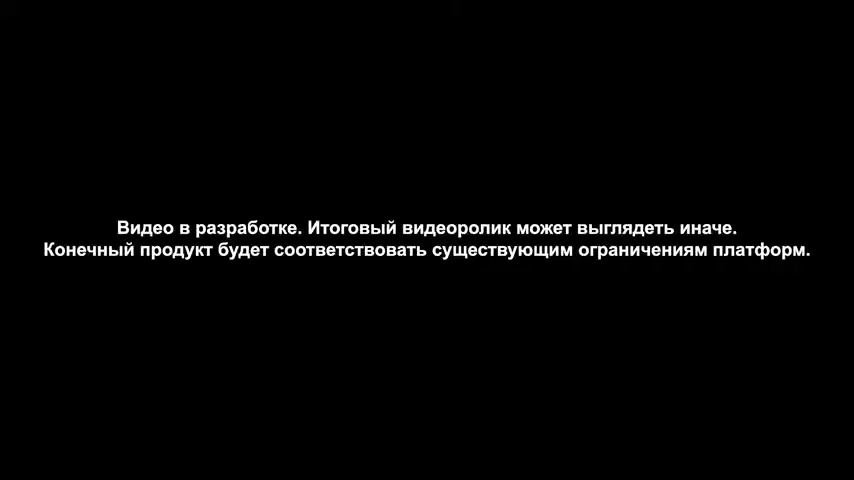 Видео в разработке. Итоговый видеоролик может выглядеть иначе.
Конечный продукт будет соответствовать существующим ограничениям платформ.